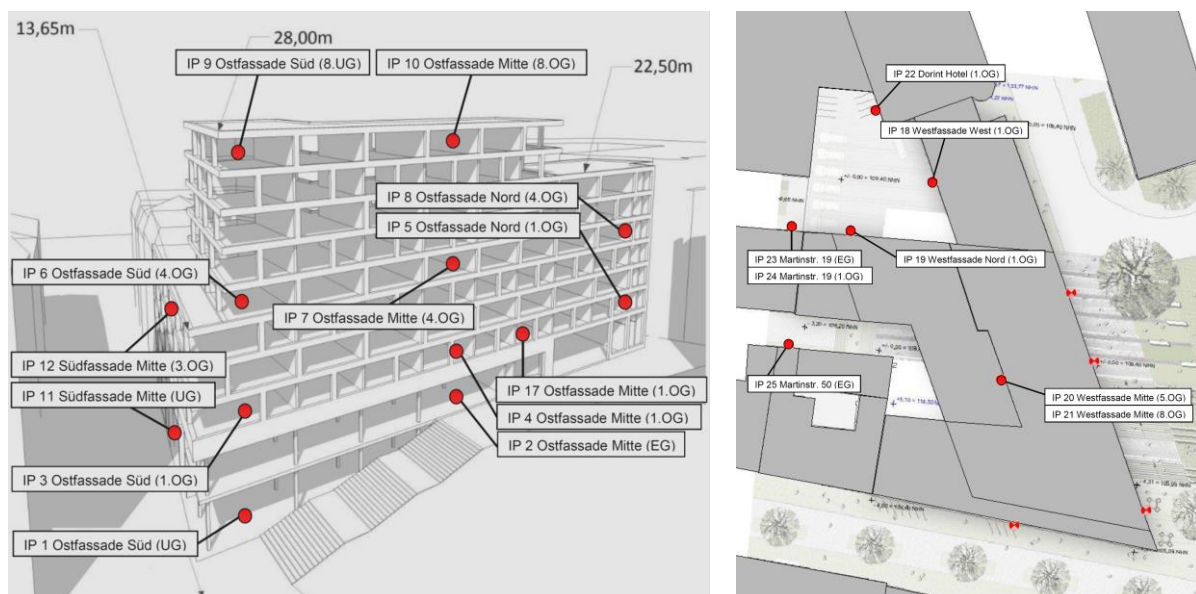 13,65m
28,00m
IP 9 Ostfassade Süd (8.UG)
IP 10 Ostfassade Mitte (8.OG)
22,50m
IP 8 Ostfassade Nord (4.OG)
IP 5 Ostfassade Nord (1.OG)
IP 6 Ostfassade Süd (4.OG)
IP 7 Ostfassade Mitte (4.OG)
IP 12 Südfassade Mitte (3.OG)
IP 11 Südfassade Mitte (UG)
IP 17 Ostfassade Mitte (1.OG)
IP 4 Ostfassade Mitte (1.OG)
IP 2 Ostfassade Mitte (EG)
IP 3 Ostfassade Süd (1.OG)
IP 1 Ostfassade Süd (UG)
IP 22 Dorint Hotel (1.OG)
IP 18 Westfassade West (1.OG)
IP 23 Martinstr. 19 (EG)
IP 24 Martinstr. 19 (1.OG)
IP 19 Westfassade Nord (1.OG)
IP 25 Martinstr. 50 (EG)
IP 20 Westfassade Mitte (5.OG)
IP 21 Westfassade Mitte (8.OG)